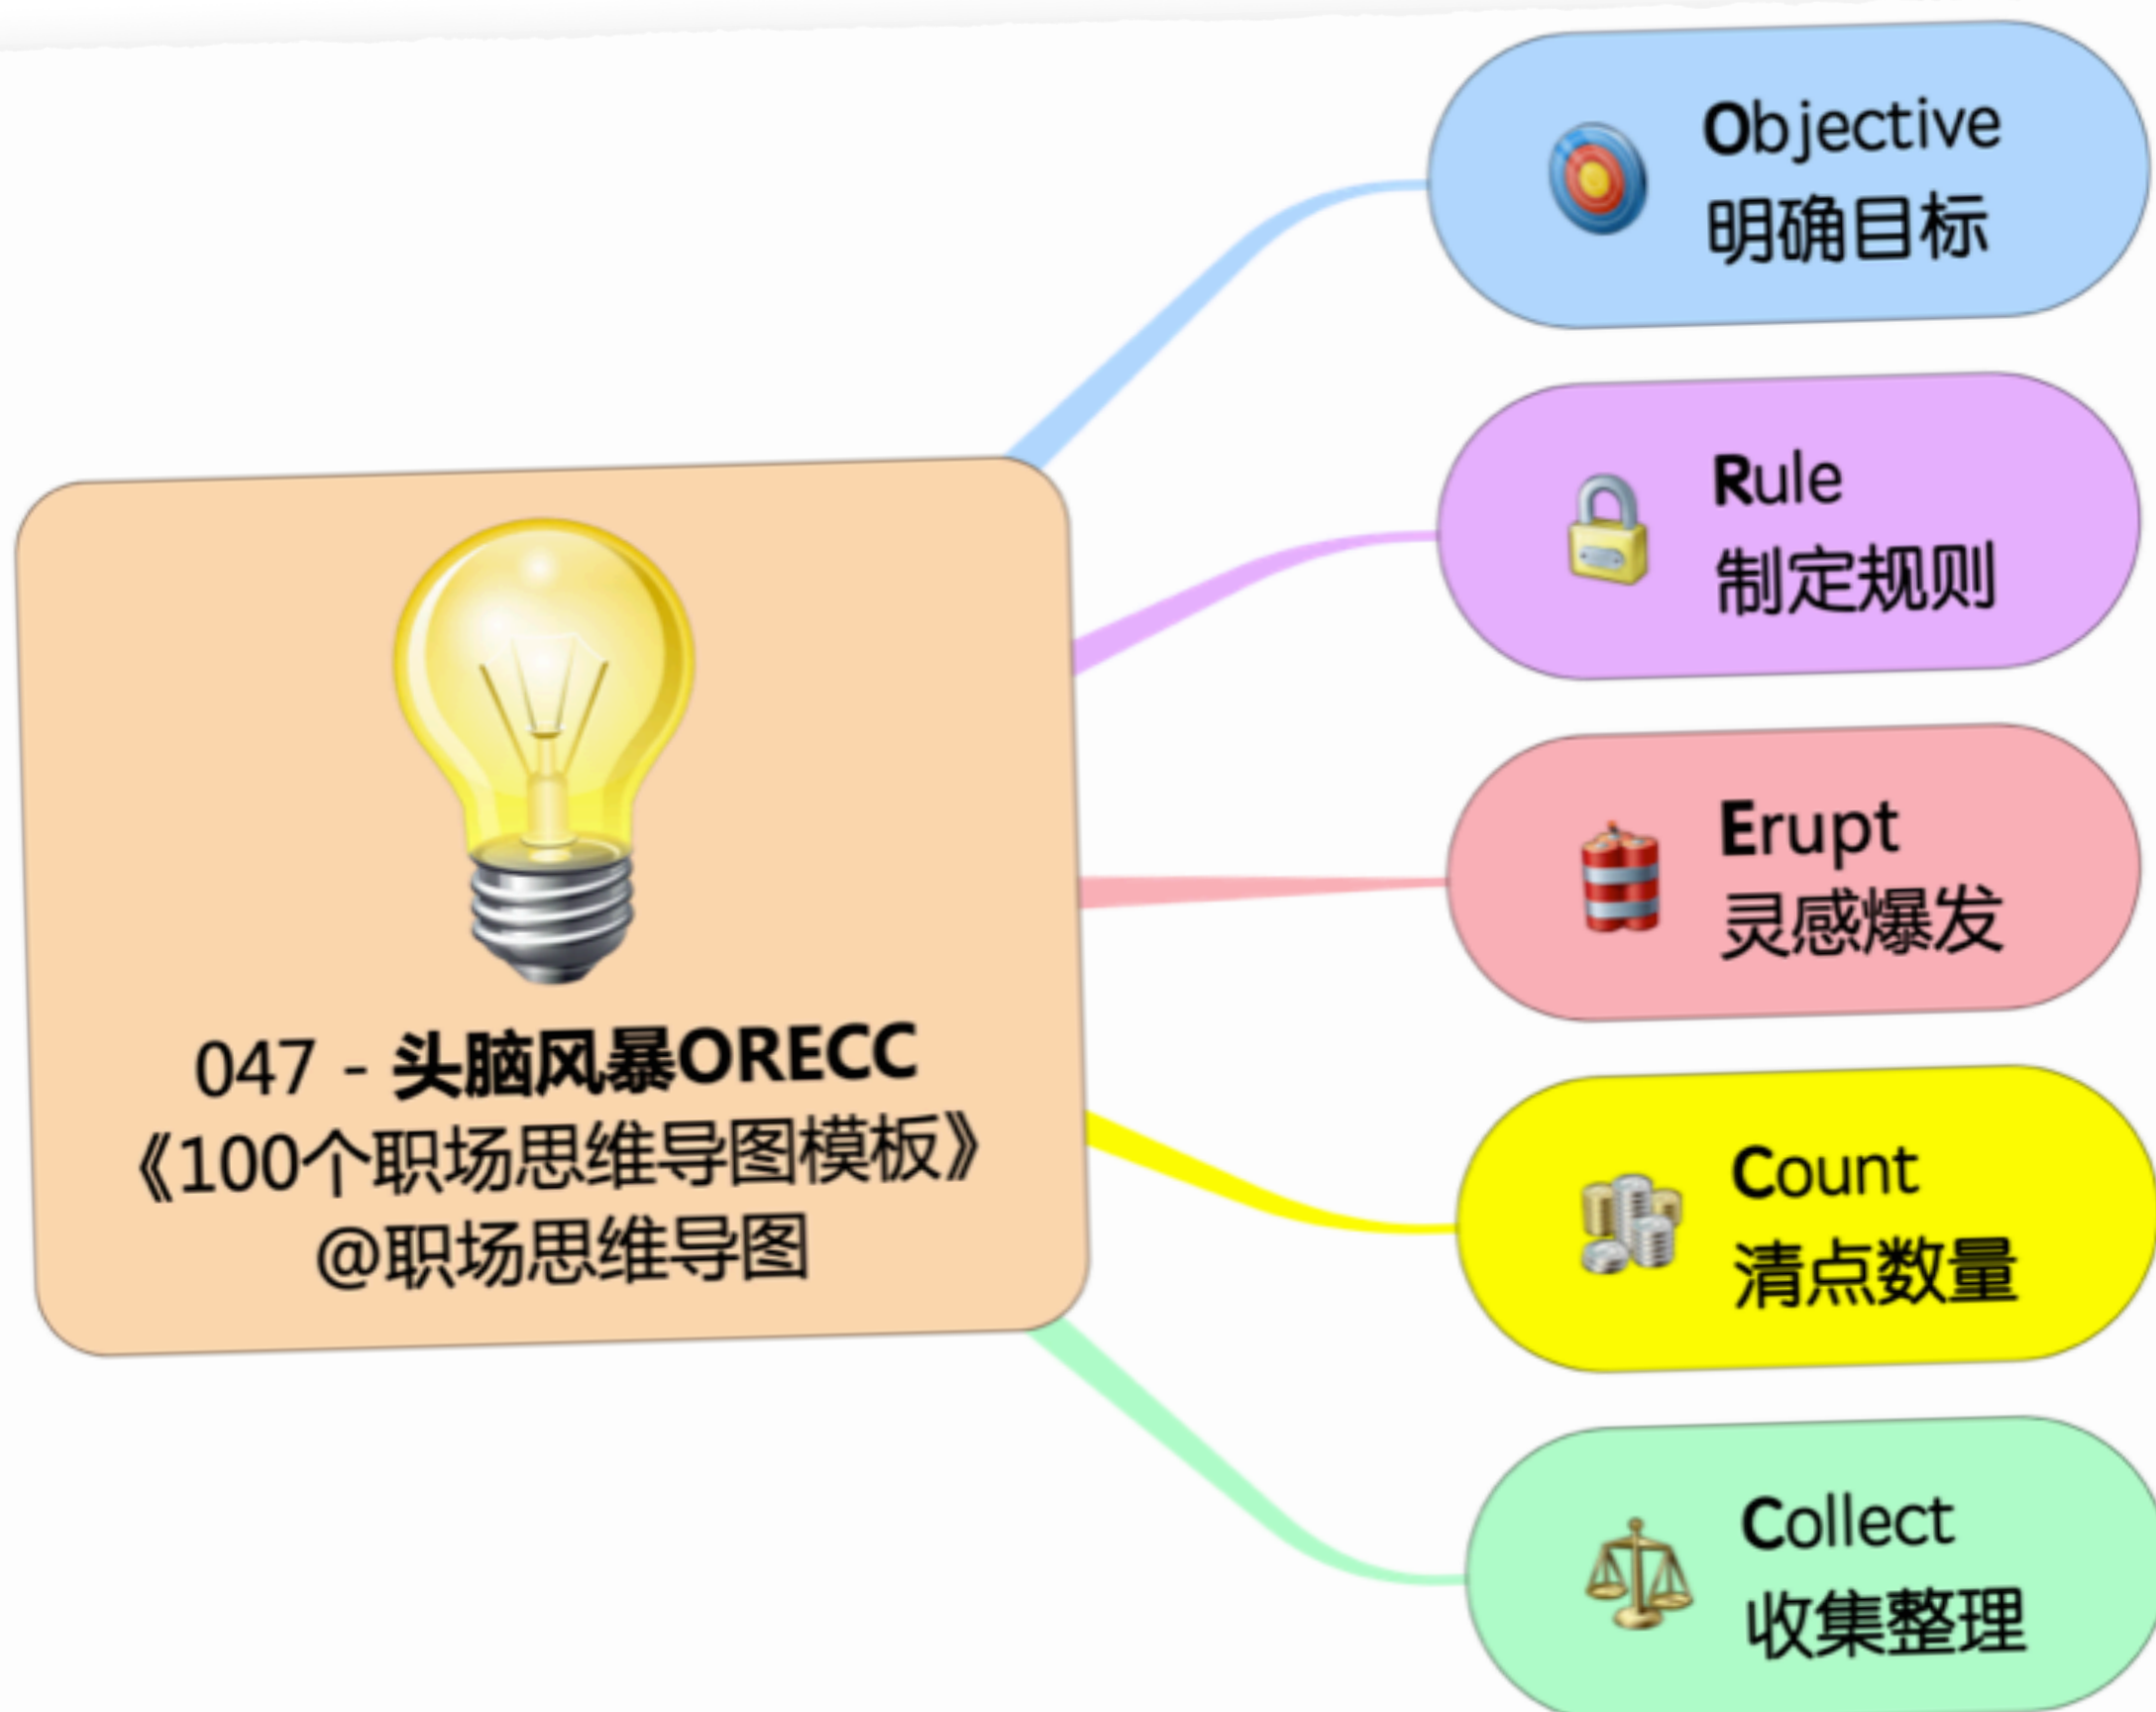 047 - 头脑风暴ORECC
《100个职场思维导图模板》
@职场思维导图
Objective
明确目标
Rule
制定规则
Erupt
灵感爆发
Count
清点数量
Collect
收集整理